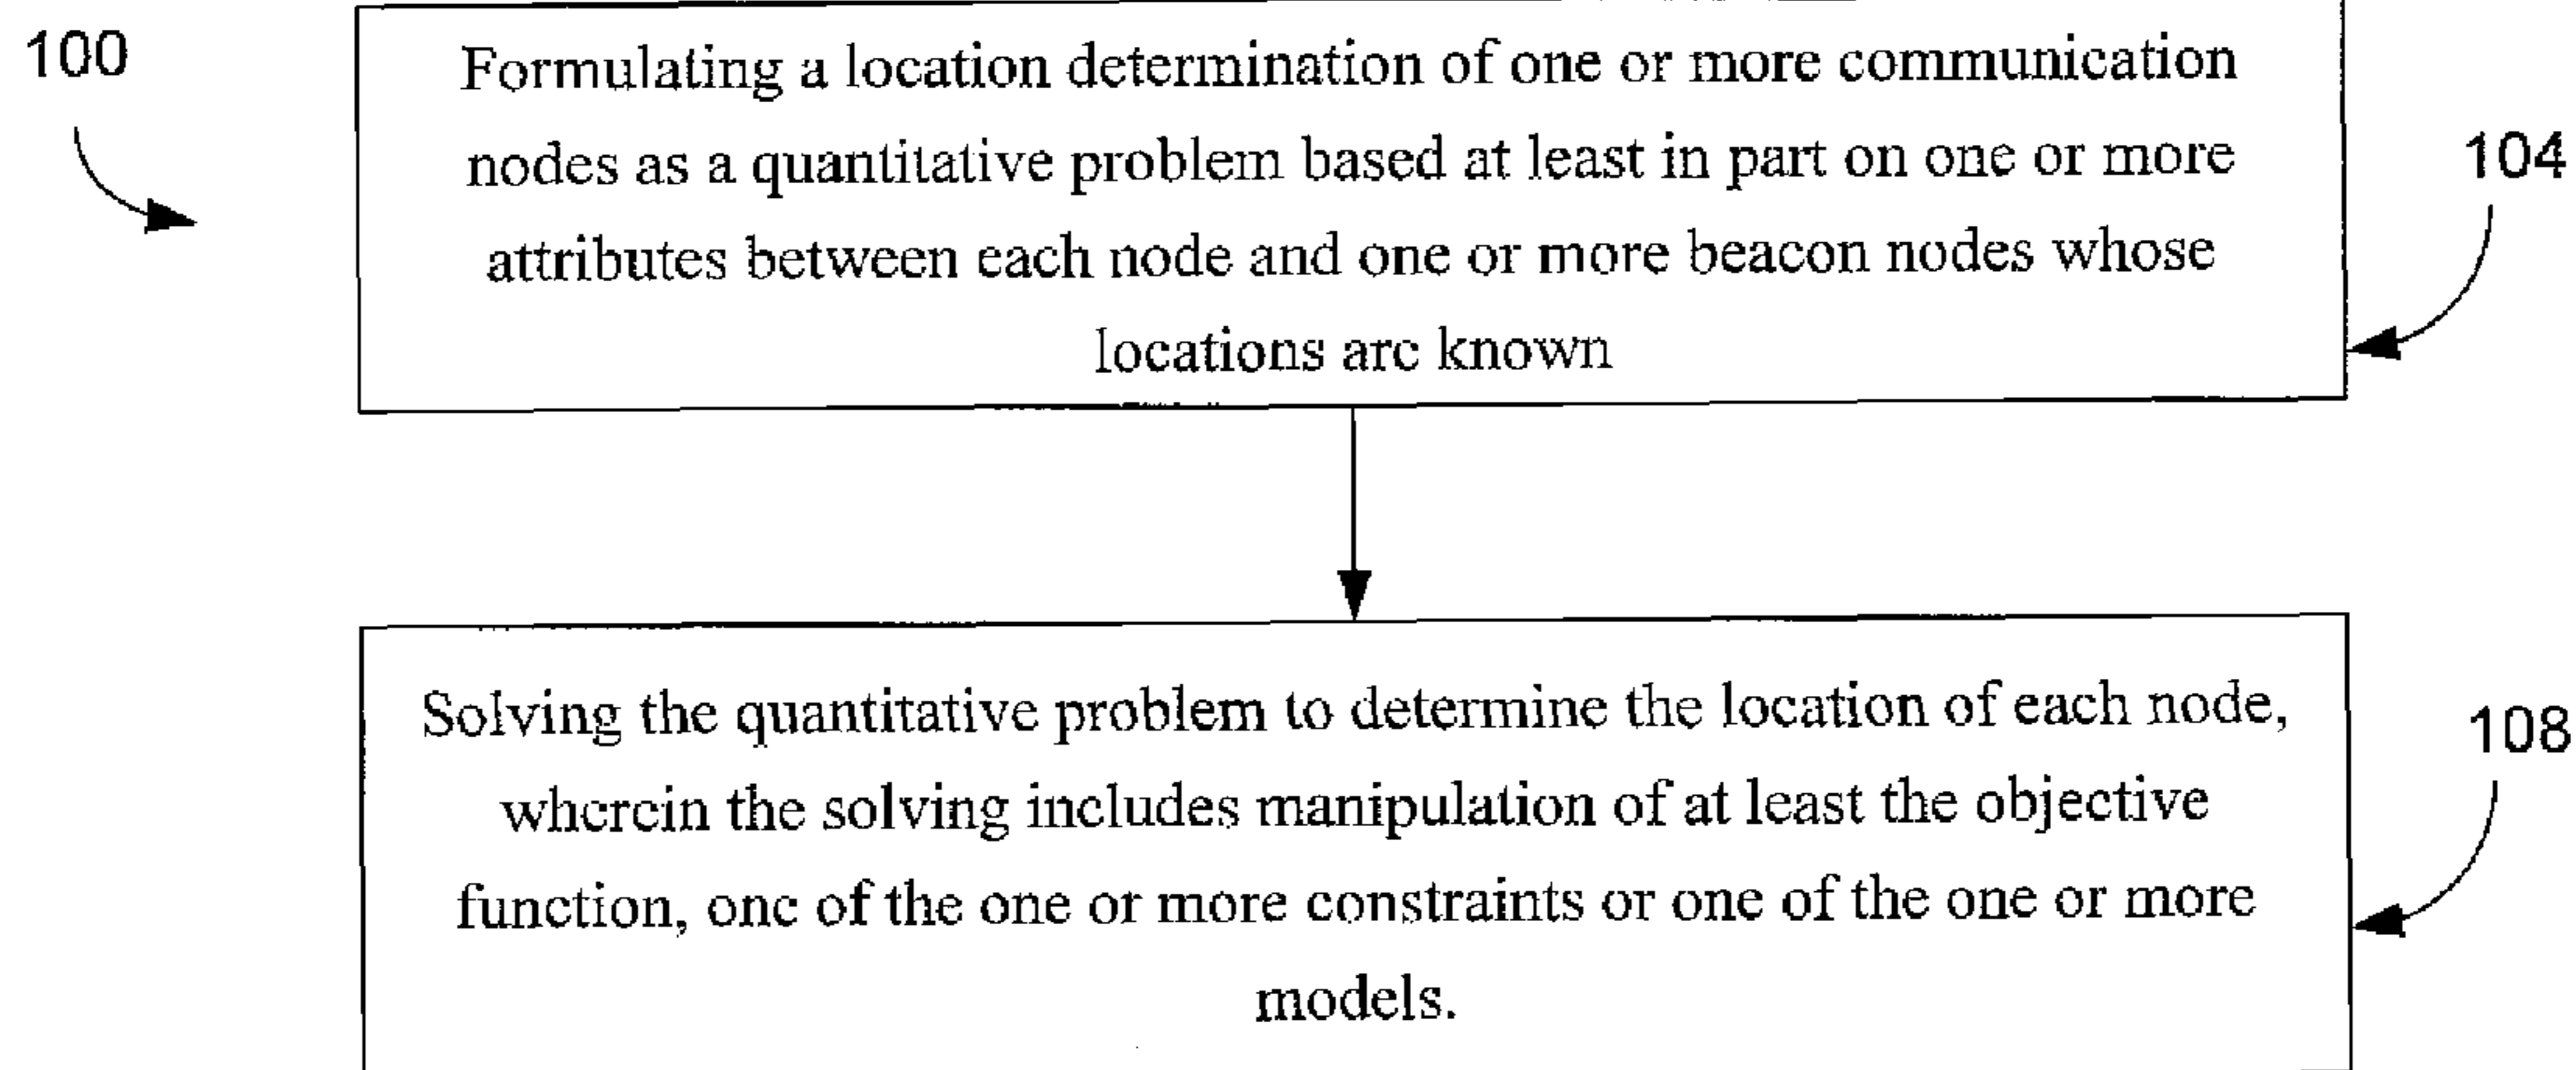 100
Formulating a location determination of one or more communication
nodes as a quantitative problem based at least in part on one or more
attributes between each node and one or more beacon nodes whose
locations are known
104
Solving the quantitative problem to determine the location of each node,
wherein the solving includes manipulation of at least the objective
function, one of the one or more constraints or one of the one or more
models.
108